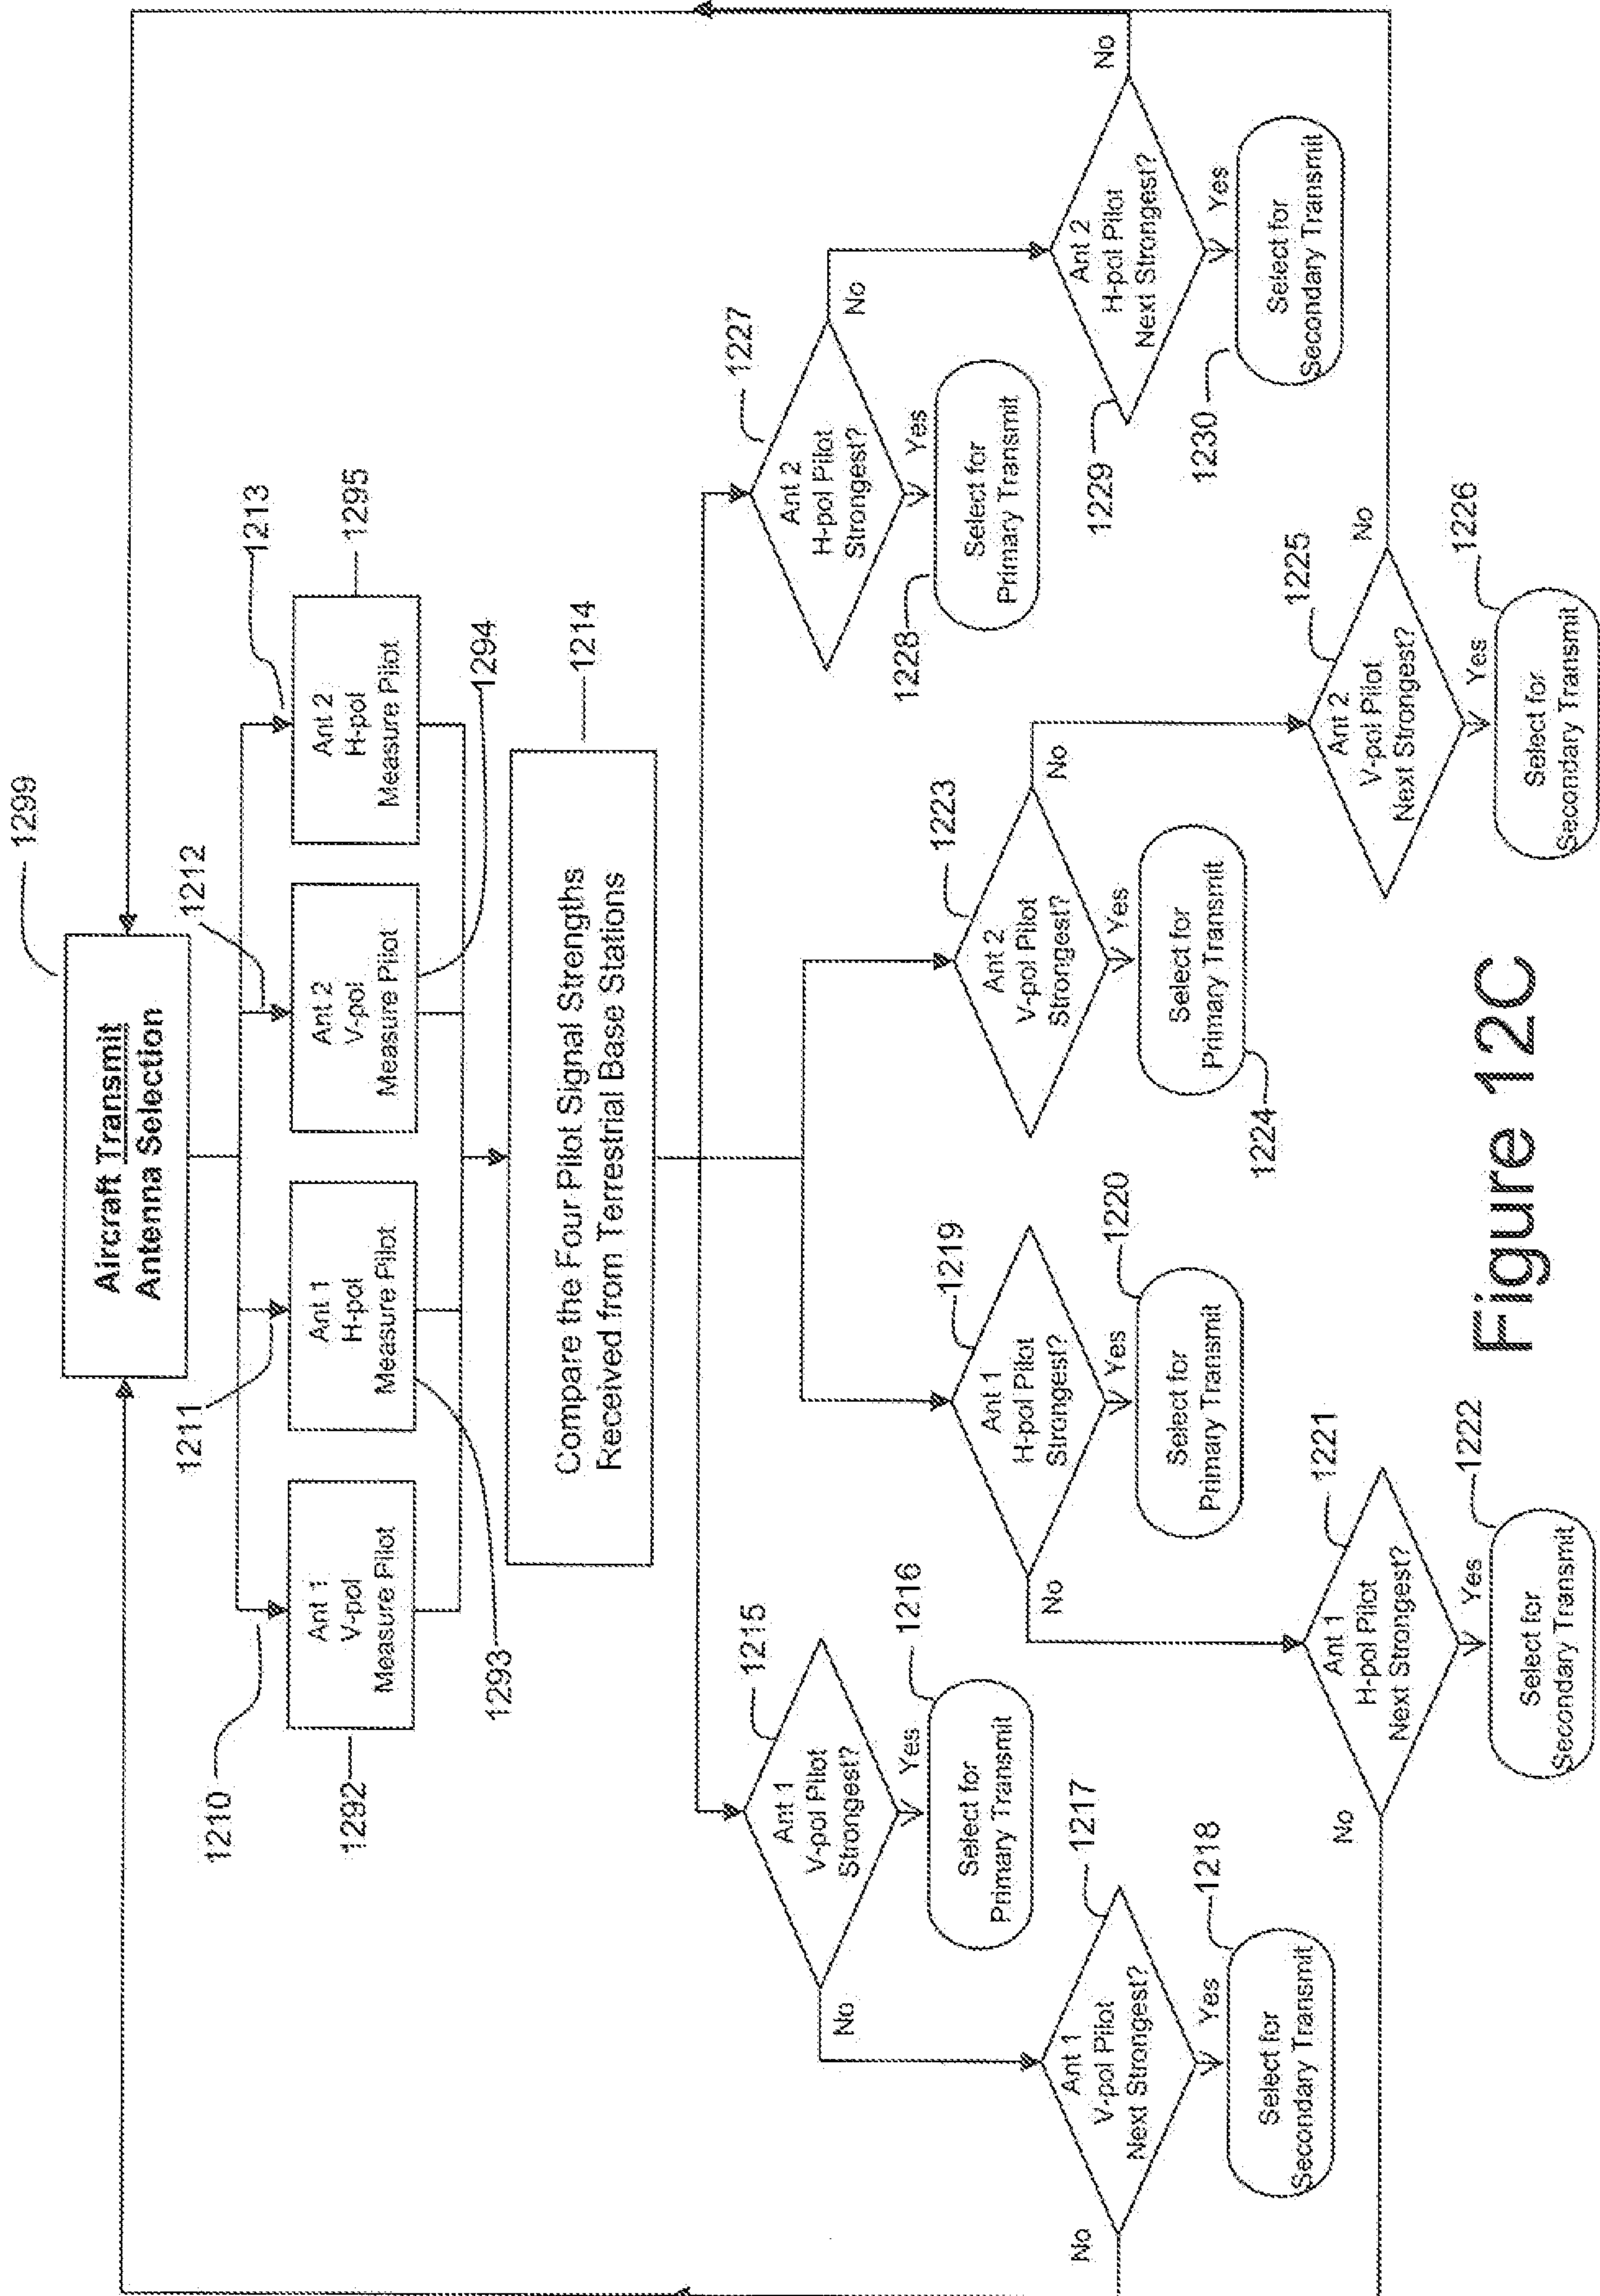 1299
Aircraft Transmit
Antenna Selection
1210
1211
1212
1213
Ant 1
V-pol
Measure Pilot
Ant 1
H-pol
Measure Pilot
Ant 2
V-pol
Measure Pilot
Ant 2
H-pol
Measure Pilot
1292
1293
1294
1295
Compare the Four Pilot Signal Strengths
Received from Terrestrial Base Stations
1214
Ant 1
V-pol Pilot
Strongest?
1215
No
Yes
Select for
Primary Transmit
1216
Ant 1
V-pol Pilot
Next Strongest?
1217
No
Yes
Select for
Secondary Transmit
1218
Ant 1
H-pol Pilot
Strongest?
1219
No
Yes
Select for
Primary Transmit
1220
Ant 1
H-pol Pilot
Next Strongest?
1221
No
Yes
Select for
Secondary Transmit
1222
Ant 2
V-pol Pilot
Strongest?
1223
No
Yes
Select for
Primary Transmit
1224
Ant 2
V-pol Pilot
Next Strongest?
1225
No
Yes
Select for
Secondary Transmit
1226
Ant 2
H-pol Pilot
Strongest?
1227
No
Yes
Select for
Primary Transmit
1228
Ant 2
H-pol Pilot
Next Strongest?
1229
No
Yes
Select for
Secondary Transmit
1230
Figure 12C